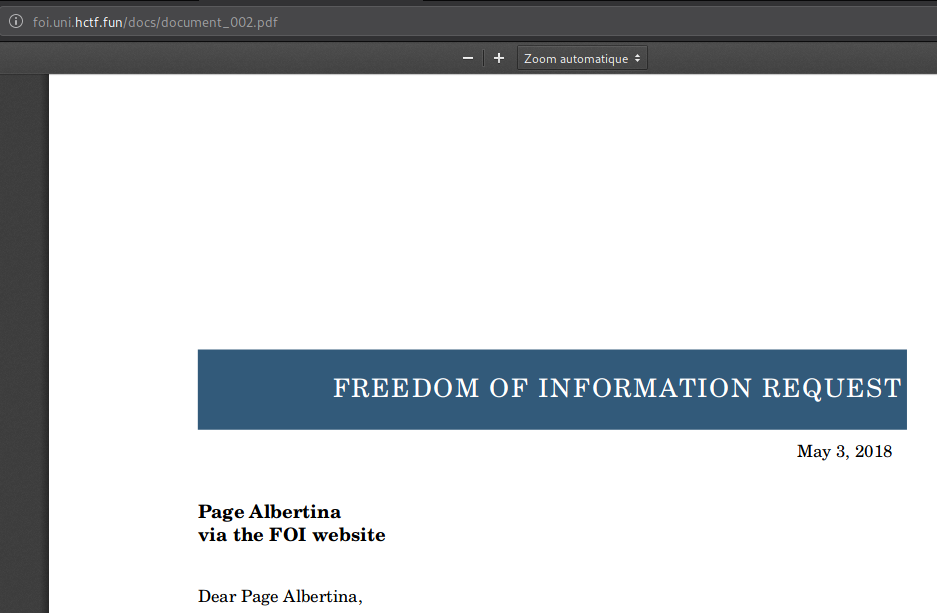 foi.uni.hctf.fun/docs/document_002.pdf
Zoom automatique
FREEDOM OF INFORMATION REQUEST
May 3, 2018
Page Albertina
via the FOI website
Dear Page Albertina,